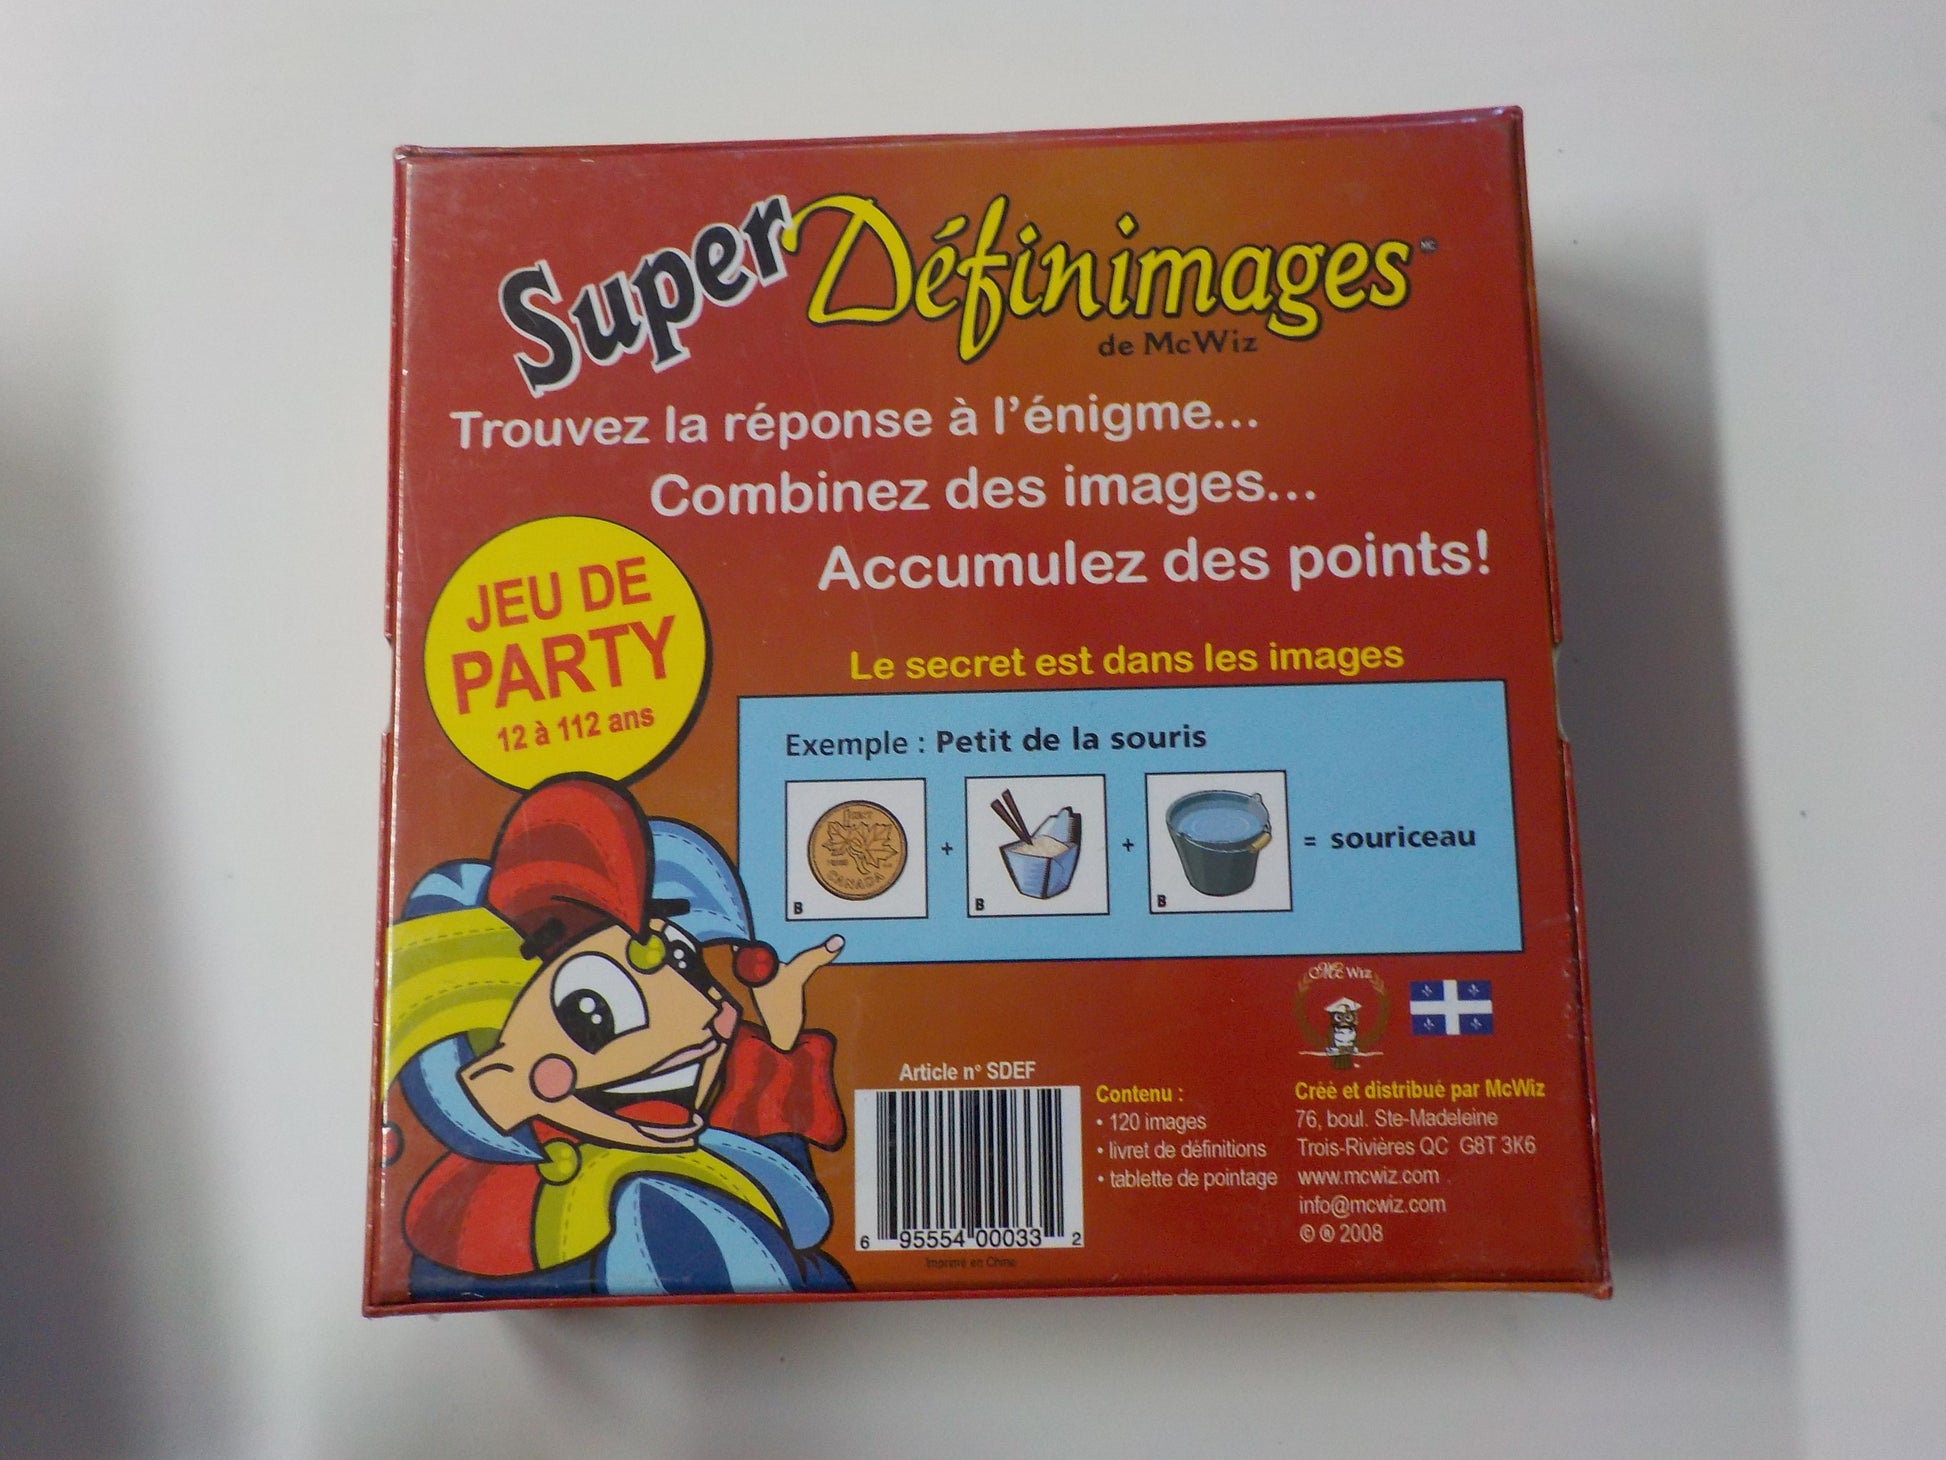 Super Définimages MC
de McWiz
Trouvez la réponse à l'énigme...
Combinez des images...
Accumulez des points!
JEU DE
PARTY
12 à 112 ans
Le secret est dans les images
Exemple : Petit de la souris
CANADA
B + B + B = souriceau
Mc Wiz
Article n° SDEF
6 95554 00033 2
Imprimé en Chine
Contenu :
• 120 images
• livret de définitions
• tablette de pointage
Créé et distribué par McWiz
76, boul. Ste-Madeleine
Trois-Rivières QC G8T 3K6
www.mcwiz.com
info@mcwiz.com
© ® 2008